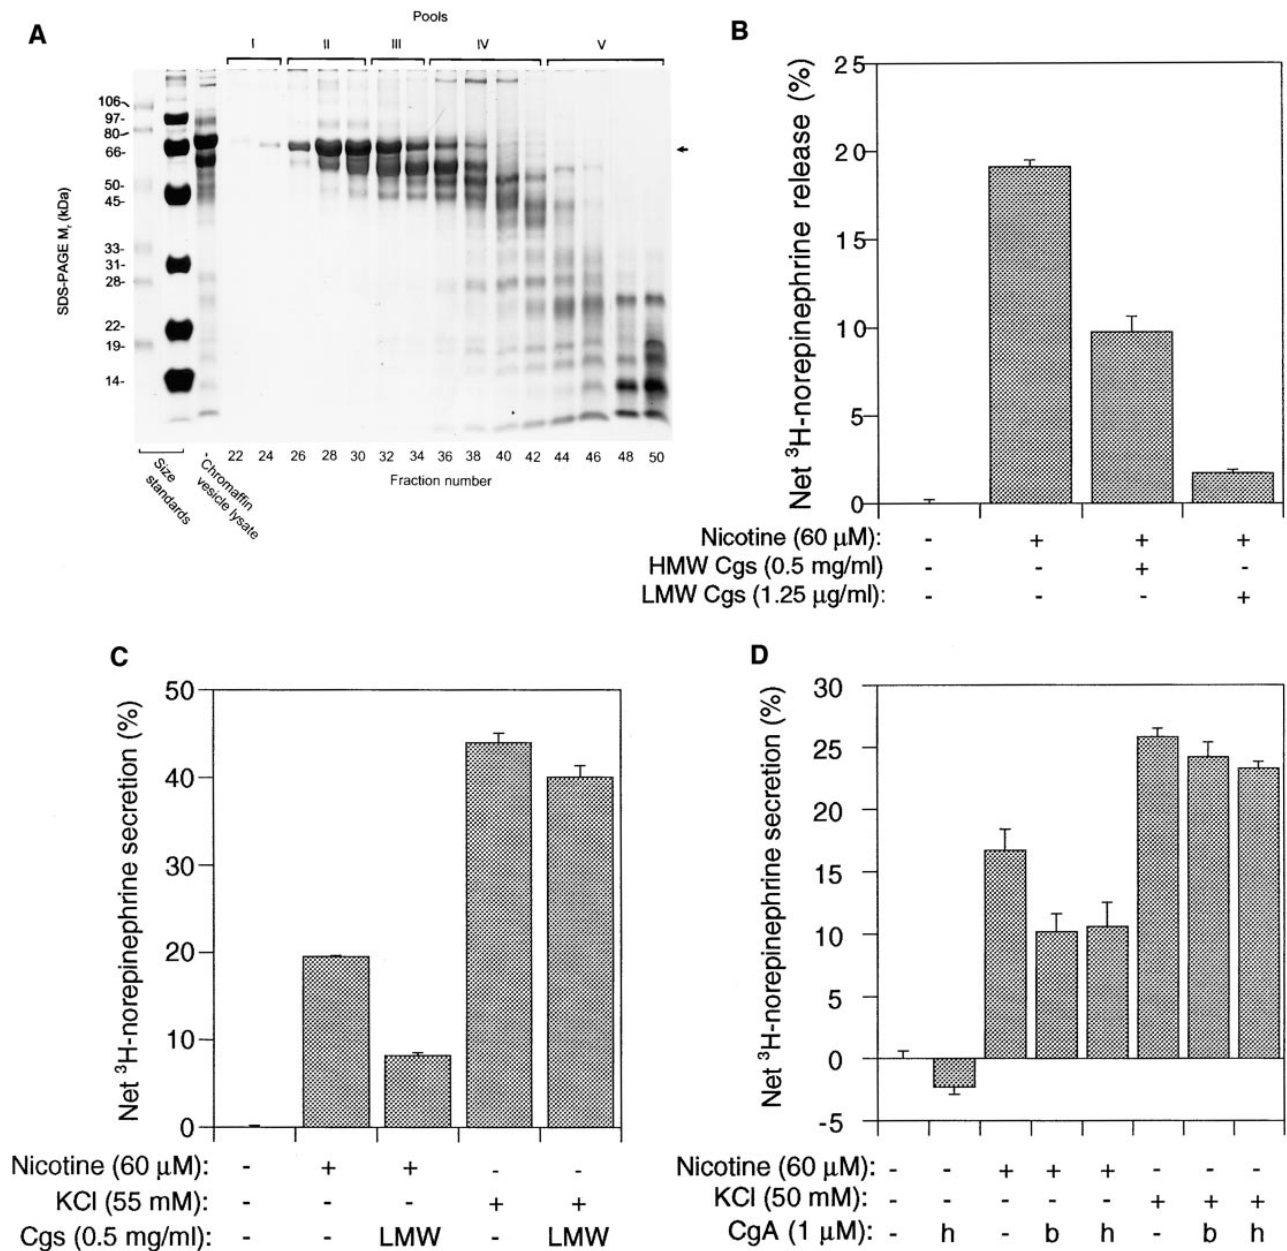 A
Pools
I II III IV V
SDS-PAGE Mr (kDa)
106-
97-
80-
66-
50-
45-
33-
31-
28-
22-
19-
14-
22 24 26 28 30 32 34 36 38 40 42 44 46 48 50
Fraction number
Size standards
Chromaffin vesicle lysate
B
Net ³H-norepinephrine release (%)
25
20
15
10
5
0
Nicotine (60 µM): - + + +
HMW Cgs (0.5 mg/ml) - - + -
LMW Cgs (1.25 µg/ml): - - - +
C
Net ³H-norepinephrine secretion (%)
50
40
30
20
10
0
Nicotine (60 µM): - + + - -
KCl (55 mM): - - - + +
Cgs (0.5 mg/ml): - - LMW - LMW
D
Net ³H-norepinephrine secretion (%)
30
25
20
15
10
5
0
-5
Nicotine (60 µM): - - + + + - - -
KCl (50 mM): - - - - - + + +
CgA (1 µM): - h - b h - b h